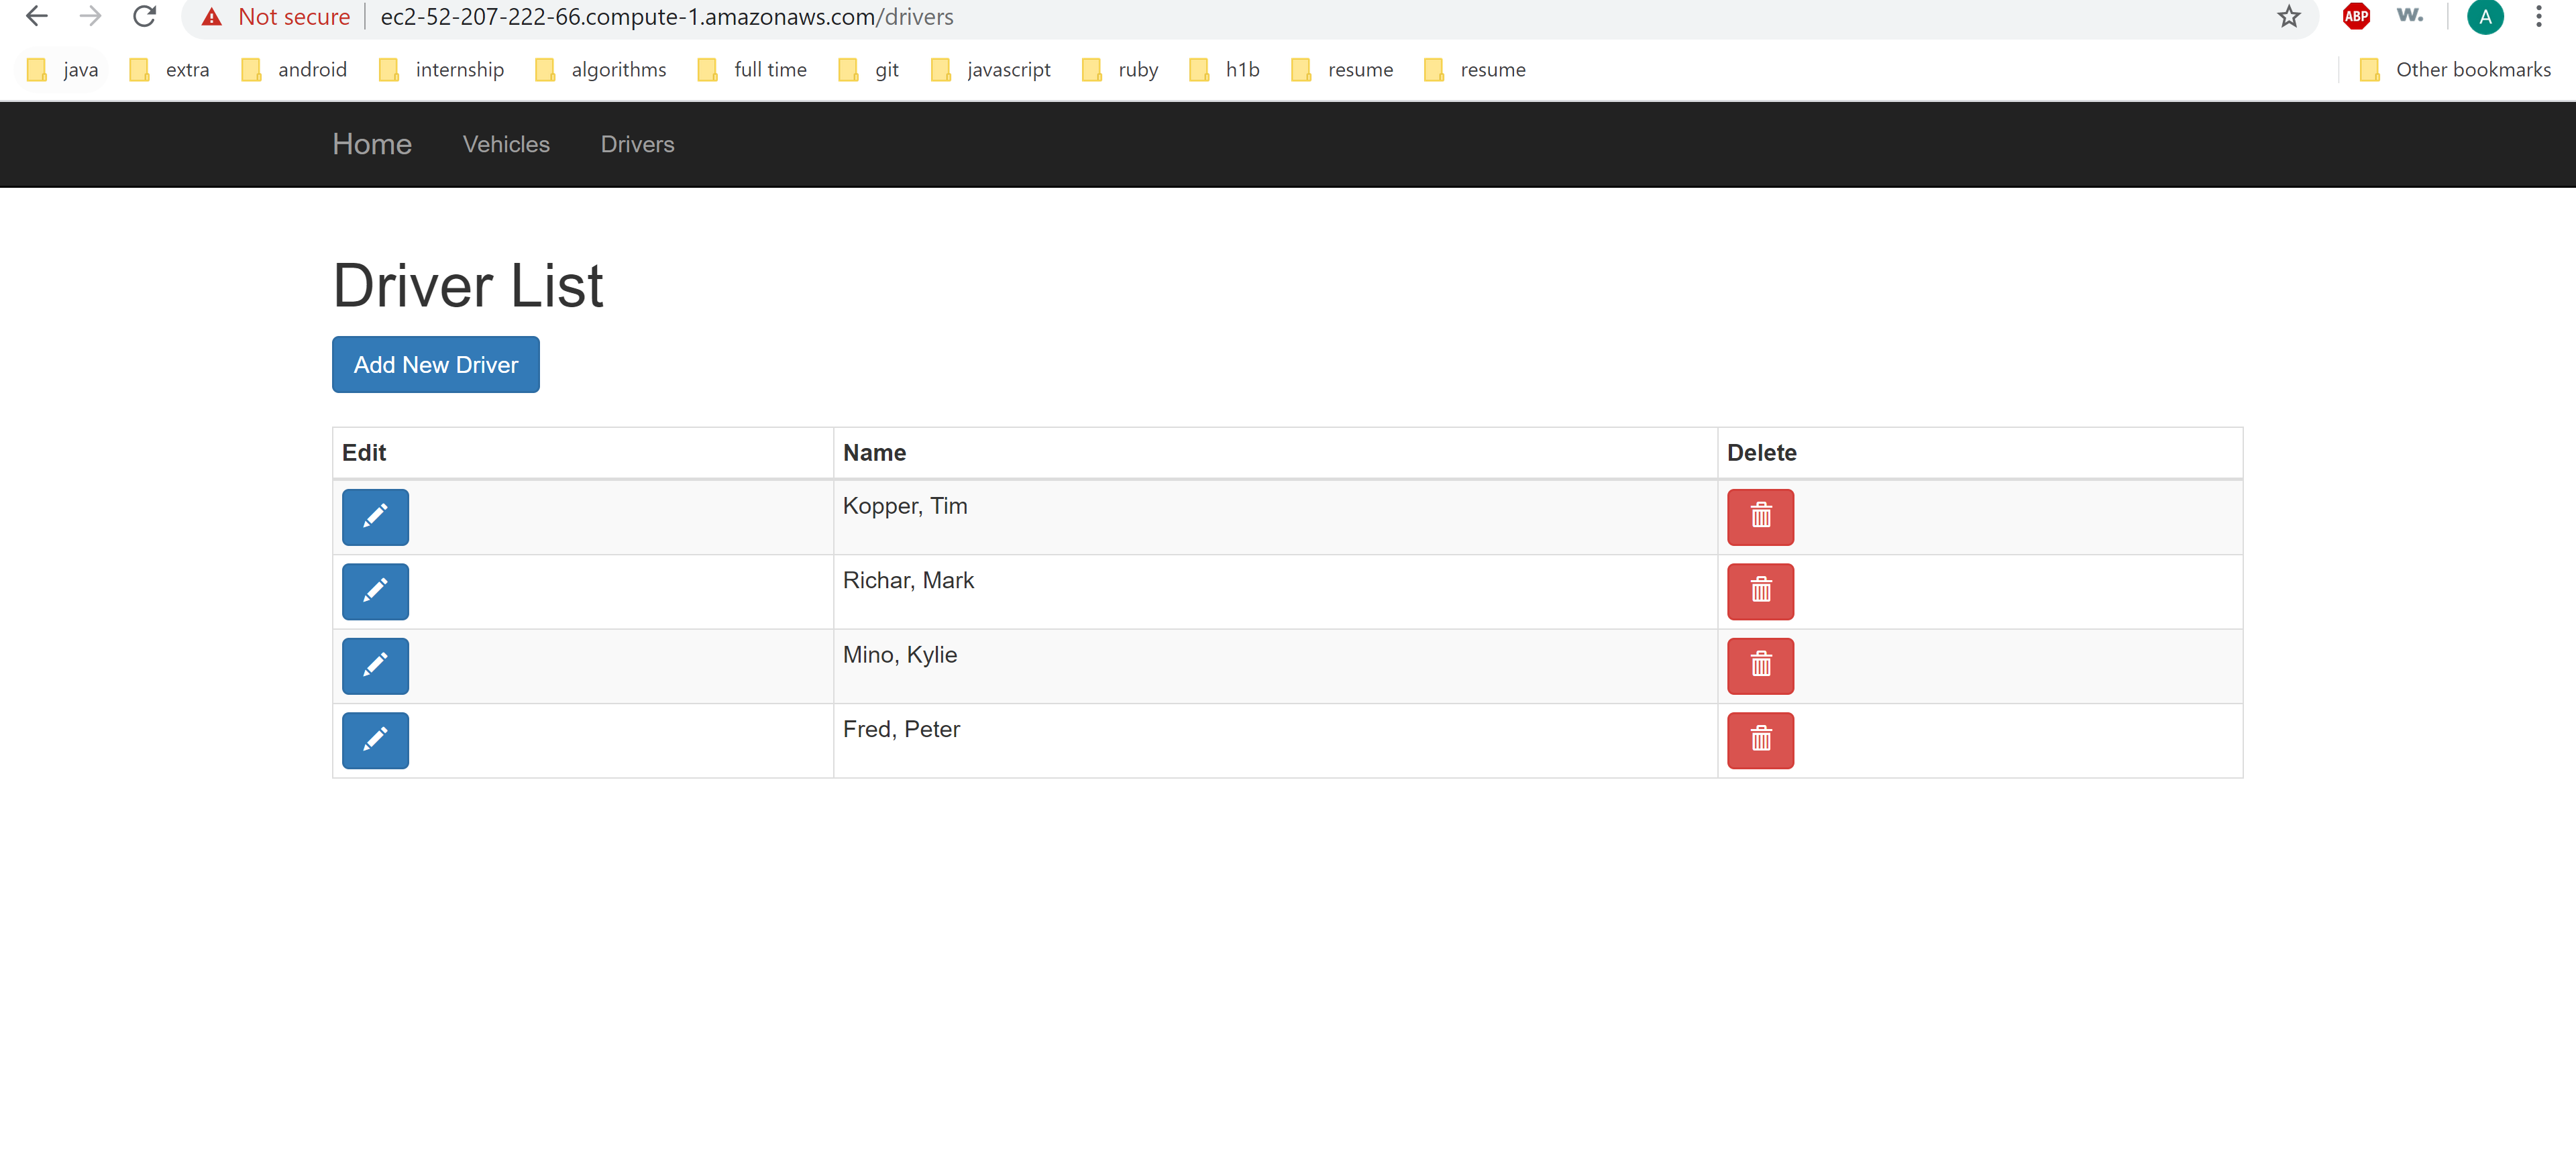 Not secure ec2-52-207-222-66.compute-1.amazonaws.com/drivers ABP w. A
java extra android internship algorithms full time git javascript ruby h1b resume resume Other bookmarks
Home Vehicles Drivers
Driver List
Add New Driver
Edit Name Delete
Kopper, Tim
Richar, Mark
Mino, Kylie
Fred, Peter